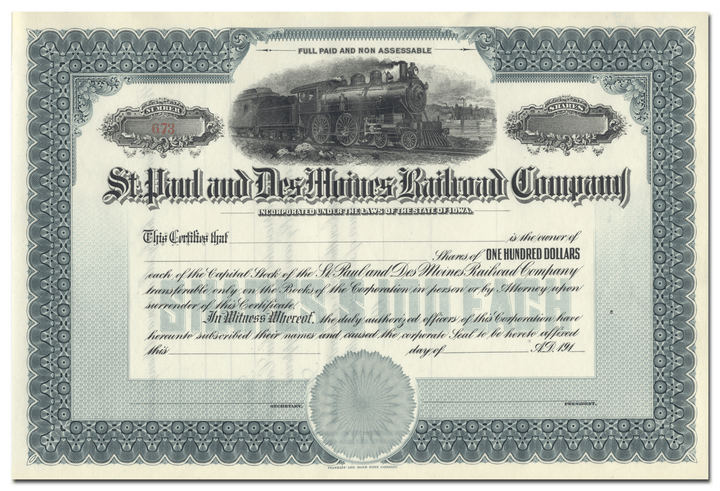 FULL PAID AND NON ASSESSABLE
NUMBER
673
SHARES
St. Paul and Des Moines Railroad Company
INCORPORATED UNDER THE LAWS OF THE STATE OF IOWA.
This Certifies that is the owner of
Shares of ONE HUNDRED DOLLARS
each of the Capital Stock of the St. Paul and Des Moines Railroad Company
transferable only on the Books of the Corporation in person or by Attorney upon
surrender of this Certificate.
In Witness Whereof, the duly authorized officers of this Corporation have
hereunto subscribed their names and caused the corporate Seal to be hereto affixed
this day of A.D. 191
SECRETARY. PRESIDENT.